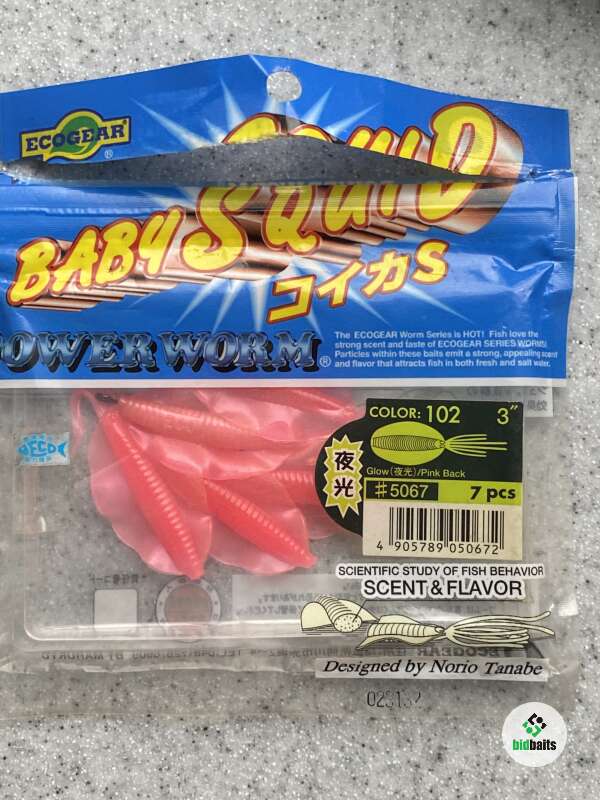 ECOGEAR
®
BABY SQUID
コイカS
POWER WORM®
The ECOGEAR Worm Series is HOT! Fish love the
strong scent and taste of ECOGEAR SERIES WORMS!
Particles within these baits emit a strong, appealing scent
and flavor that attracts fish in both fresh and salt water.
COLOR: 102 3"
夜光
Glow(夜光)/Pink Back
#5067 7 pcs
4 905789 050672
SCIENTIFIC STUDY OF FISH BEHAVIOR
SCENT & FLAVOR
ECOGEAR
Designed by Norio Tanabe
bidbaits